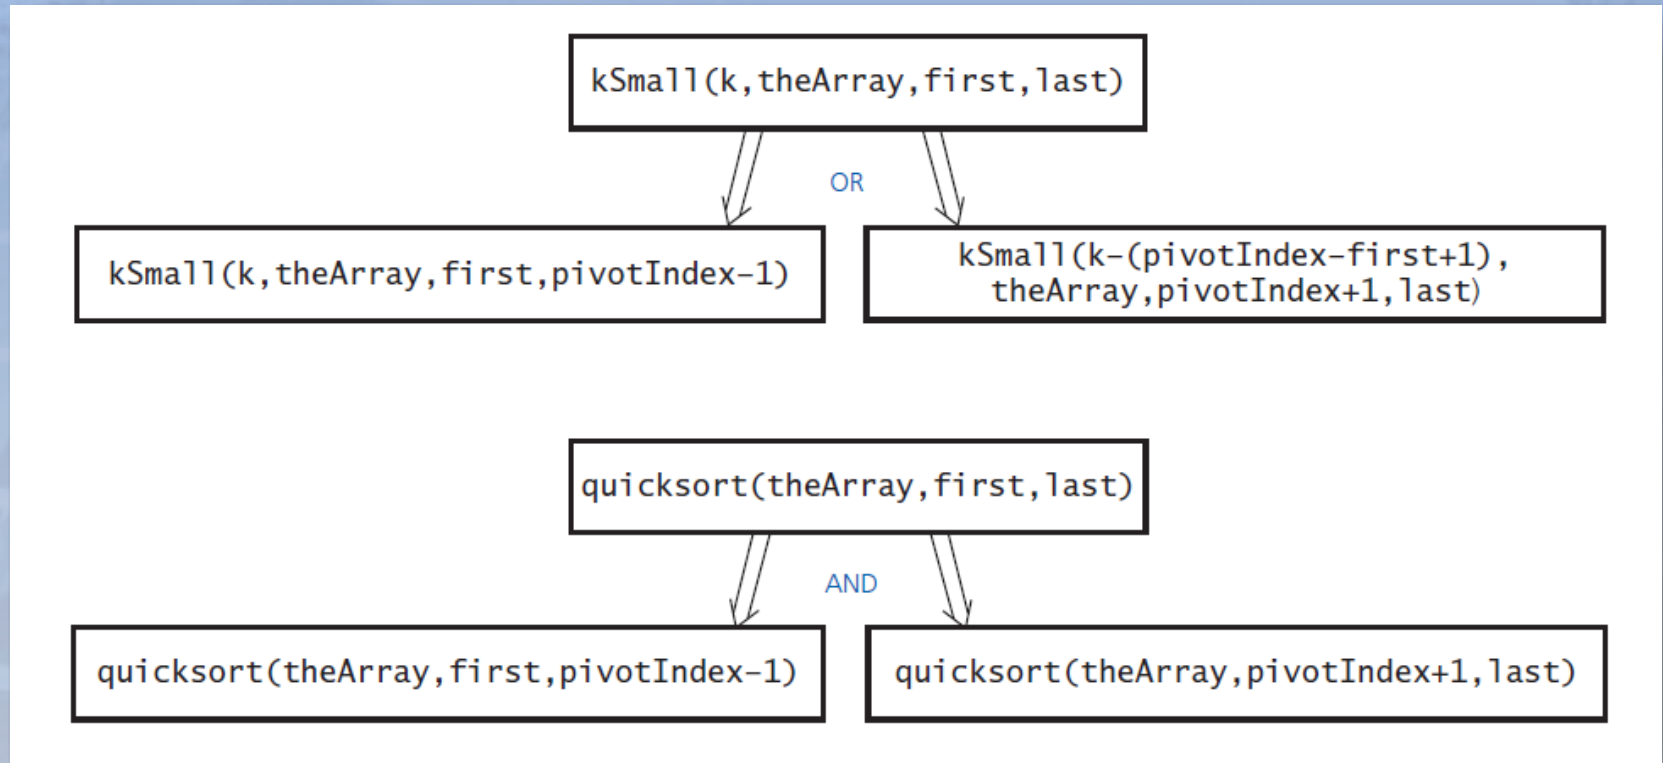 kSmall(k,theArray,first,last)
OR
kSmall(k,theArray,first,pivotIndex–1)
kSmall(k–(pivotIndex–first+1),
theArray,pivotIndex+1,last)
quicksort(theArray,first,last)
AND
quicksort(theArray,first,pivotIndex–1)
quicksort(theArray,pivotIndex+1,last)